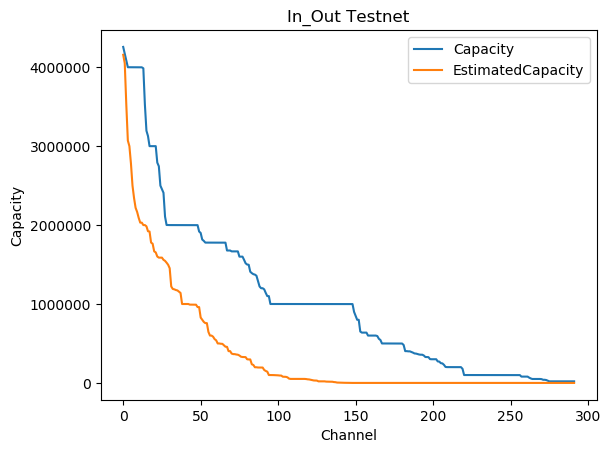 In_Out Testnet
Capacity
EstimatedCapacity
4000000
3000000
2000000
1000000
0
Capacity
0 50 100 150 200 250 300
Channel